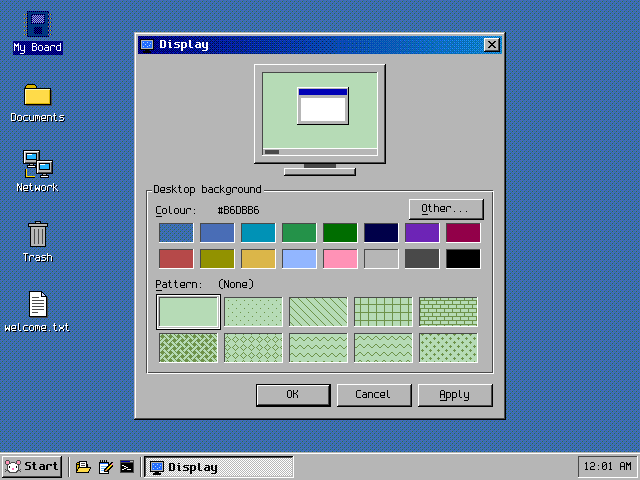 My Board
Documents
Network
Trash
welcome.txt
Display
Desktop background
Colour: #B6DBB6
Other...
Pattern: (None)
OK
Cancel
Apply
Start
Display
12:01 AM